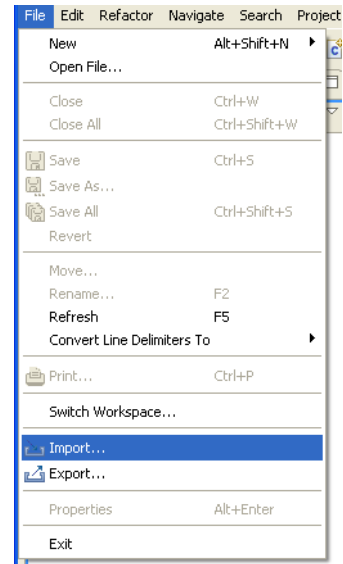 File Edit Refactor Navigate Search Project
New Alt+Shift+N
Open File...
Close Ctrl+W
Close All Ctrl+Shift+W
Save Ctrl+S
Save As...
Save All Ctrl+Shift+S
Revert
Move...
Rename... F2
Refresh F5
Convert Line Delimiters To
Print... Ctrl+P
Switch Workspace...
Import...
Export...
Properties Alt+Enter
Exit